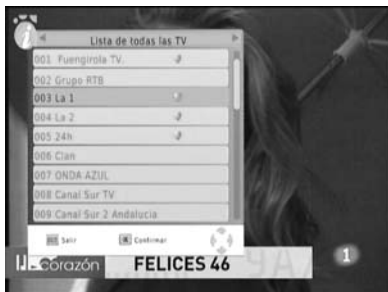 Lista de todas las TV
001 Fuengirola TV.
002 Grupo RTB
003 La 1
004 La 2
005 24h
006 Clan
007 ONDA AZUL
008 Canal Sur TV
009 Canal Sur 2 Andalucia
Salir
Confirmar
corazón FELICES 46
1